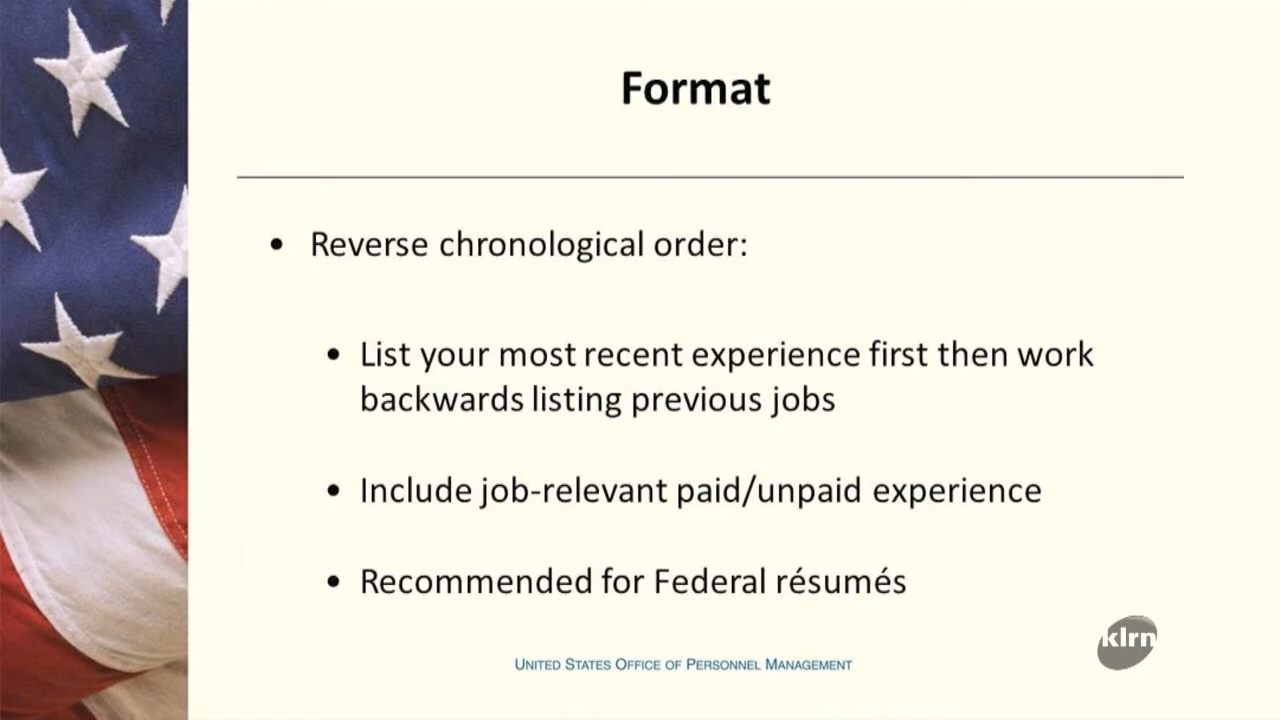 Format
• Reverse chronological order:
• List your most recent experience first then work
backwards listing previous jobs
• Include job-relevant paid/unpaid experience
• Recommended for Federal résumés
klrn
UNITED STATES OFFICE OF PERSONNEL MANAGEMENT